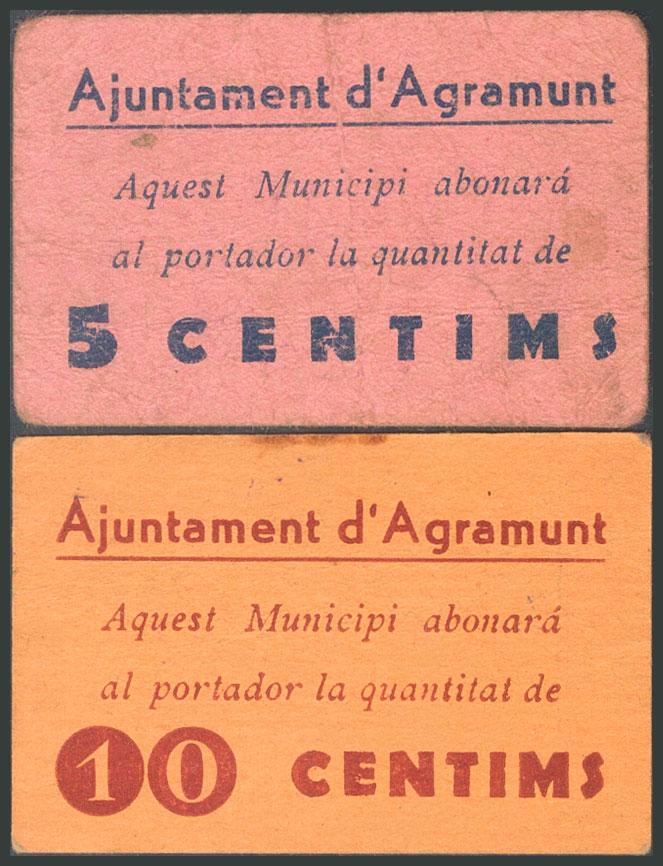 Ajuntament d'Agramunt
Aquest Municipi abonará
al portador la quantitat de
5 CENTIMS
Ajuntament d'Agramunt
Aquest Municipi abonará
al portador la quantitat de
10 CENTIMS